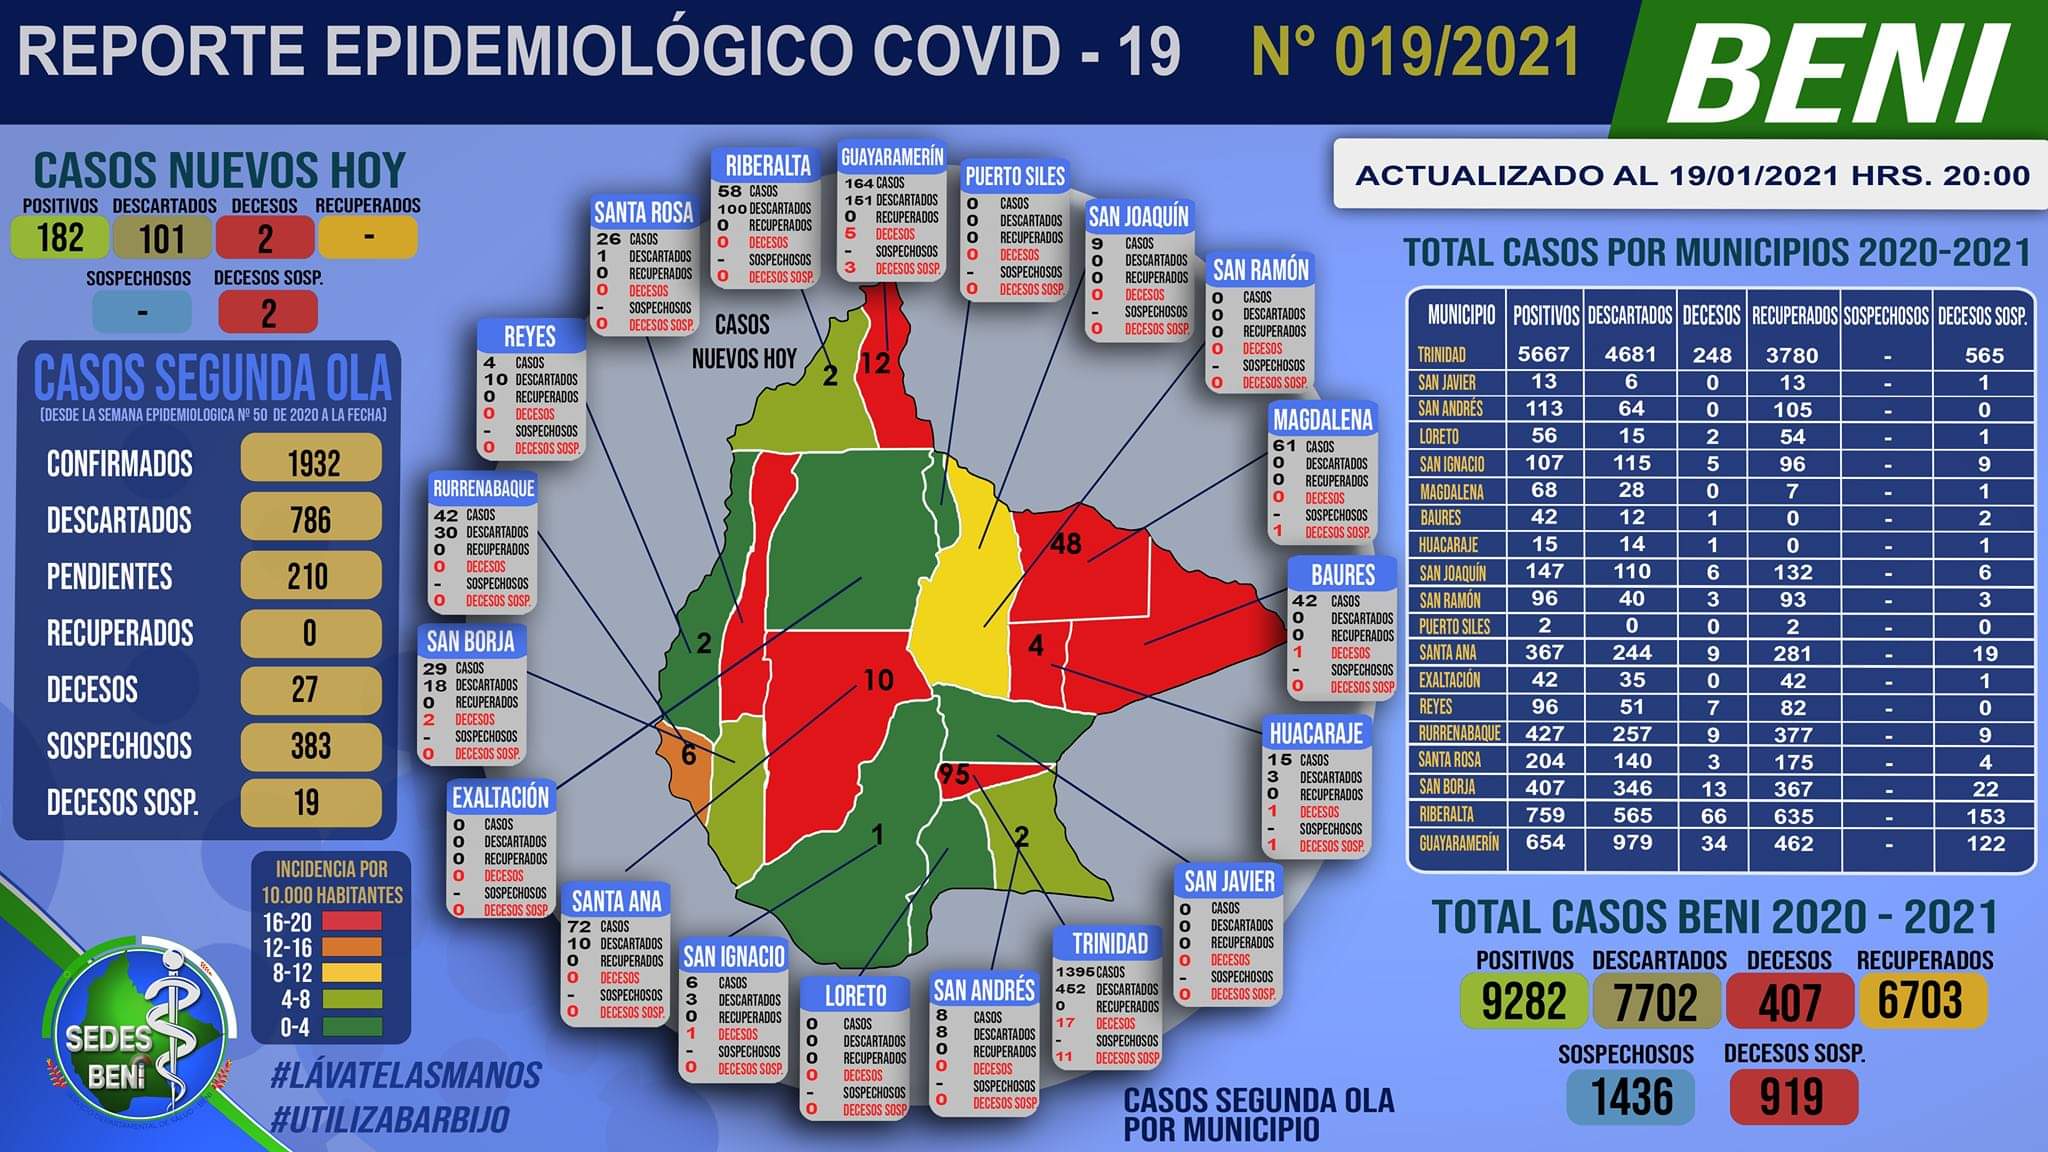 REPORTE EPIDEMIOLÓGICO COVID - 19 N° 019/2021 BENI
ACTUALIZADO AL 19/01/2021 HRS. 20:00
CASOS NUEVOS HOY
POSITIVOS DESCARTADOS DECESOS RECUPERADOS
182 101 2 -
SOSPECHOSOS DECESOS SOSP.
- 2
CASOS SEGUNDA OLA
(DESDE LA SEMANA EPIDEMIOLOGICA Nº 50 DE 2020 A LA FECHA)
CONFIRMADOS 1932
DESCARTADOS 786
PENDIENTES 210
RECUPERADOS 0
DECESOS 27
SOSPECHOSOS 383
DECESOS SOSP. 19
INCIDENCIA POR
10.000 HABITANTES
16-20
12-16
8-12
4-8
0-4
SEDES
BENI
#LÁVATELASMANOS
#UTILIZABARBIJO
CASOS
NUEVOS HOY
2
12
48
2
4
10
6
95
1
2
RIBERALTA
58 CASOS
100 DESCARTADOS
0 RECUPERADOS
0 DECESOS
- SOSPECHOSOS
0 DECESOS SOSP.
GUAYARAMERÍN
164 CASOS
151 DESCARTADOS
0 RECUPERADOS
5 DECESOS
- SOSPECHOSOS
3 DECESOS SOSP.
PUERTO SILES
0 CASOS
0 DESCARTADOS
0 RECUPERADOS
0 DECESOS
- SOSPECHOSOS
0 DECESOS SOSP.
SAN JOAQUÍN
9 CASOS
0 DESCARTADOS
0 RECUPERADOS
0 DECESOS
- SOSPECHOSOS
0 DECESOS SOSP.
SAN RAMÓN
0 CASOS
0 DESCARTADOS
0 RECUPERADOS
0 DECESOS
- SOSPECHOSOS
0 DECESOS SOSP.
MAGDALENA
61 CASOS
0 DESCARTADOS
0 RECUPERADOS
0 DECESOS
- SOSPECHOSOS
1 DECESOS SOSP.
BAURES
42 CASOS
0 DESCARTADOS
0 RECUPERADOS
1 DECESOS
- SOSPECHOSOS
0 DECESOS SOSP.
HUACARAJE
15 CASOS
3 DESCARTADOS
0 RECUPERADOS
1 DECESOS
- SOSPECHOSOS
1 DECESOS SOSP.
SAN JAVIER
0 CASOS
0 DESCARTADOS
0 RECUPERADOS
0 DECESOS
- SOSPECHOSOS
0 DECESOS SOSP.
TRINIDAD
1395 CASOS
452 DESCARTADOS
0 RECUPERADOS
17 DECESOS
- SOSPECHOSOS
11 DECESOS SOSP
SAN ANDRÉS
8 CASOS
8 DESCARTADOS
0 RECUPERADOS
0 DECESOS
- SOSPECHOSOS
0 DECESOS SOSP
LORETO
0 CASOS
0 DESCARTADOS
0 RECUPERADOS
0 DECESOS
- SOSPECHOSOS
0 DECESOS SOSP
SAN IGNACIO
6 CASOS
3 DESCARTADOS
0 RECUPERADOS
1 DECESOS
- SOSPECHOSOS
0 DECESOS SOSP.
SANTA ANA
72 CASOS
10 DESCARTADOS
0 RECUPERADOS
0 DECESOS
- SOSPECHOSOS
0 DECESOS SOSP.
EXALTACIÓN
0 CASOS
0 DESCARTADOS
0 RECUPERADOS
0 DECESOS
- SOSPECHOSOS
0 DECESOS SOSP
SAN BORJA
29 CASOS
18 DESCARTADOS
0 RECUPERADOS
2 DECESOS
- SOSPECHOSOS
0 DECESOS SOSP.
RURRENABAQUE
42 CASOS
30 DESCARTADOS
0 RECUPERADOS
0 DECESOS
- SOSPECHOSOS
0 DECESOS SOSP.
REYES
4 CASOS
10 DESCARTADOS
0 RECUPERADOS
0 DECESOS
- SOSPECHOSOS
0 DECESOS SOSP.
SANTA ROSA
26 CASOS
1 DESCARTADOS
0 RECUPERADOS
0 DECESOS
- SOSPECHOSOS
0 DECESOS SOSP.
CASOS SEGUNDA OLA
POR MUNICIPIO
TOTAL CASOS POR MUNICIPIOS 2020-2021
MUNICIPIO POSITIVOS DESCARTADOS DECESOS RECUPERADOS SOSPECHOSOS DECESOS SOSP.
TRINIDAD 5667 4681 248 3780 - 565
SAN JAVIER 13 6 0 13 - 1
SAN ANDRÉS 113 64 0 105 - 0
LORETO 56 15 2 54 - 1
SAN IGNACIO 107 115 5 96 - 9
MAGDALENA 68 28 0 7 - 1
BAURES 42 12 1 0 - 2
HUACARAJE 15 14 1 0 - 1
SAN JOAQUÍN 147 110 6 132 - 6
SAN RAMÓN 96 40 3 93 - 3
PUERTO SILES 2 0 0 2 - 0
SANTA ANA 367 244 9 281 - 19
EXALTACIÓN 42 35 0 42 - 1
REYES 96 51 7 82 - 0
RURRENABAQUE 427 257 9 377 - 9
SANTA ROSA 204 140 3 175 - 4
SAN BORJA 407 346 13 367 - 22
RIBERALTA 759 565 66 635 - 153
GUAYARAMERÍN 654 979 34 462 - 122
TOTAL CASOS BENI 2020 - 2021
POSITIVOS DESCARTADOS DECESOS RECUPERADOS
9282 7702 407 6703
SOSPECHOSOS DECESOS SOSP.
1436 919